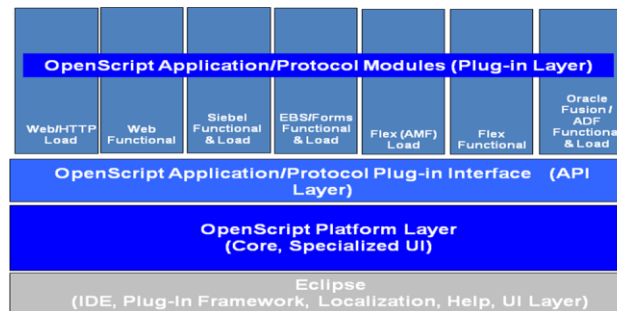 OpenScript Application/Protocol Modules (Plug-in Layer)
Web/HTTP
Load
Web
Functional
Siebel
Functional
& Load
EBS/Forms
Functional
& Load
Flex (AMF)
Load
Flex
Functional
Oracle
Fusion /
ADF
Functional
& Load
OpenScript Application/Protocol Plug-in Interface (API
Layer)
OpenScript Platform Layer
(Core, Specialized UI)
Eclipse
(IDE, Plug-In Framework, Localization, Help, UI Layer)